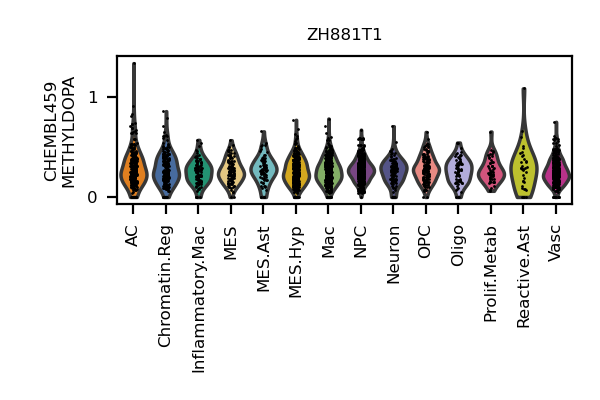 ZH881T1
CHEMBL459
METHYLDOPA
1
0
AC
Chromatin.Reg
Inflammatory.Mac
MES
MES.Ast
MES.Hyp
Mac
NPC
Neuron
OPC
Oligo
Prolif.Metab
Reactive.Ast
Vasc